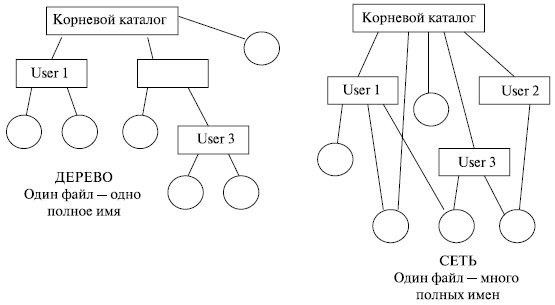 Корневой каталог
User 1
User 3
ДЕРЕВО
Один файл — одно
полное имя
Корневой каталог
User 1
User 2
User 3
СЕТЬ
Один файл — много
полных имен